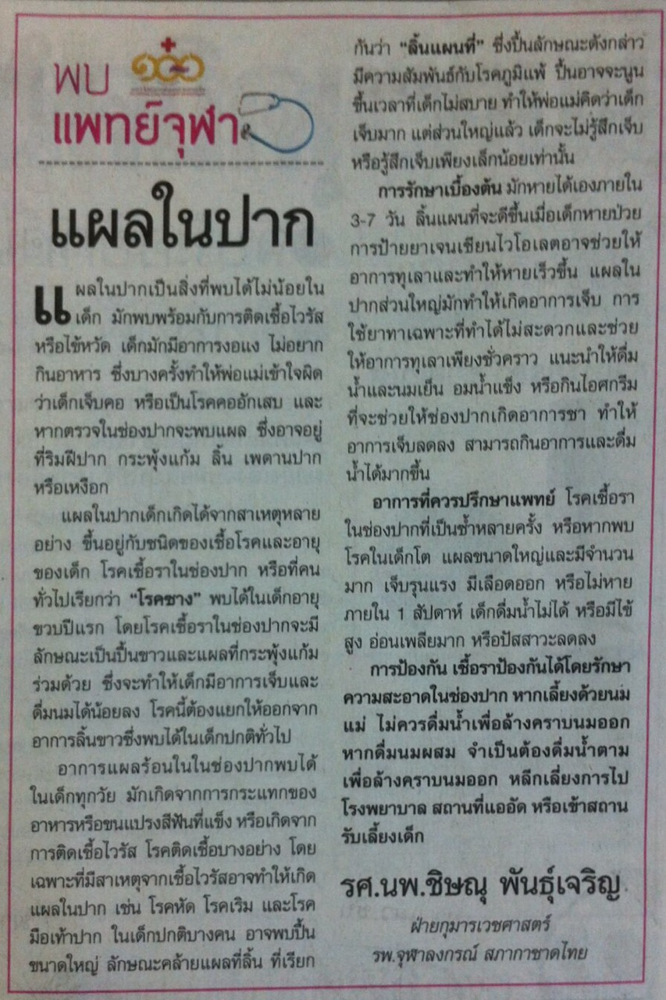 พบ
แพทย์จุฬา
แผลในปาก
แผลในปากเป็นสิ่งที่พบได้ไม่น้อยใน
เด็ก มักพบพร้อมกับการติดเชื้อไวรัส
หรือไข้หวัด เด็กมักมีอาการงอแง ไม่อยาก
กินอาหาร ซึ่งบางครั้งทำให้พ่อแม่เข้าใจผิด
ว่าเด็กเจ็บคอ หรือเป็นโรคคออักเสบ และ
หากตรวจในช่องปากจะพบแผล ซึ่งอาจอยู่
ที่ริมฝีปาก กระพุ้งแก้ม ลิ้น เพดานปาก
หรือเหงือก
แผลในปากเด็กเกิดได้จากสาเหตุหลาย
อย่าง ขึ้นอยู่กับชนิดของเชื้อโรคและอายุ
ของเด็ก โรคเชื้อราในช่องปาก หรือที่คน
ทั่วไปเรียกว่า “โรคซาง” พบได้ในเด็กอายุ
ขวบปีแรก โดยโรคเชื้อราในช่องปากจะมี
ลักษณะเป็นปื้นขาวและแผลที่กระพุ้งแก้ม
ร่วมด้วย ซึ่งจะทำให้เด็กมีอาการเจ็บและ
ดื่มนมได้น้อยลง โรคนี้ต้องแยกให้ออกจาก
อาการลิ้นขาวซึ่งพบได้ในเด็กปกติทั่วไป
อาการแผลร้อนในในช่องปากพบได้
ในเด็กทุกวัย มักเกิดจากการกระแทกของ
อาหารหรือขนแปรงสีฟันที่แข็ง หรือเกิดจาก
การติดเชื้อไวรัส โรคติดเชื้อบางอย่าง โดย
เฉพาะที่มีสาเหตุจากเชื้อไวรัสอาจทำให้เกิด
แผลในปาก เช่น โรคหัด โรคเริม และโรค
มือเท้าปาก ในเด็กปกติบางคน อาจพบปื้น
ขนาดใหญ่ ลักษณะคล้ายแผลที่ลิ้น ที่เรียก
กันว่า “ลิ้นแผนที่” ซึ่งปื้นลักษณะดังกล่าว
มีความสัมพันธ์กับโรคภูมิแพ้ ปื้นอาจจะนูน
ขึ้นเวลาที่เด็กไม่สบาย ทำให้พ่อแม่คิดว่าเด็ก
เจ็บมาก แต่ส่วนใหญ่แล้ว เด็กจะไม่รู้สึกเจ็บ
หรือรู้สึกเจ็บเพียงเล็กน้อยเท่านั้น
การรักษาเบื้องต้น มักหายได้เองภายใน
3-7 วัน ลิ้นแผนที่จะดีขึ้นเมื่อเด็กหายป่วย
การป้ายยาเจนเชียนไวโอเลตอาจช่วยให้
อาการทุเลาและทำให้หายเร็วขึ้น แผลใน
ปากส่วนใหญ่มักทำให้เกิดอาการเจ็บ การ
ใช้ยาทาเฉพาะที่ทำได้ไม่สะดวกและช่วย
ให้อาการทุเลาเพียงชั่วคราว แนะนำให้ดื่ม
น้ำและนมเย็น อมน้ำแข็ง หรือกินไอศกรีม
ที่จะช่วยให้ช่องปากเกิดอาการชา ทำให้
อาการเจ็บลดลง สามารถกินอาการและดื่ม
น้ำได้มากขึ้น
อาการที่ควรปรึกษาแพทย์ โรคเชื้อรา
ในช่องปากที่เป็นซ้ำหลายครั้ง หรือหากพบ
โรคในเด็กโต แผลขนาดใหญ่และมีจำนวน
มาก เจ็บรุนแรง มีเลือดออก หรือไม่หาย
ภายใน 1 สัปดาห์ เด็กดื่มน้ำไม่ได้ หรือมีไข้
สูง อ่อนเพลียมาก หรือปัสสาวะลดลง
การป้องกัน เชื้อราป้องกันได้โดยรักษา
ความสะอาดในช่องปาก หากเลี้ยงด้วยนม
แม่ ไม่ควรดื่มน้ำเพื่อล้างคราบนมออก
หากดื่มนมผสม จำเป็นต้องดื่มน้ำตาม
เพื่อล้างคราบนมออก หลีกเลี่ยงการไป
โรงพยาบาล สถานที่แออัด หรือเข้าสถาน
รับเลี้ยงเด็ก
รศ.นพ.ชิษณุ พันธุ์เจริญ
ฝ่ายกุมารเวชศาสตร์
รพ.จุฬาลงกรณ์ สภากาชาดไทย